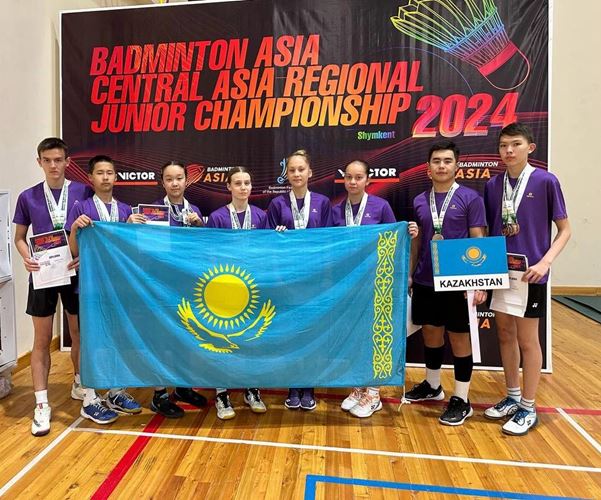 BADMINTON ASIA
CENTRAL ASIA REGIONAL
JUNIOR CHAMPIONSHIP 2024
Shymkent
VICTOR
BADMINTON
ASIA
VICTOR
BADMINTON
ASIA
KAZAKHSTAN